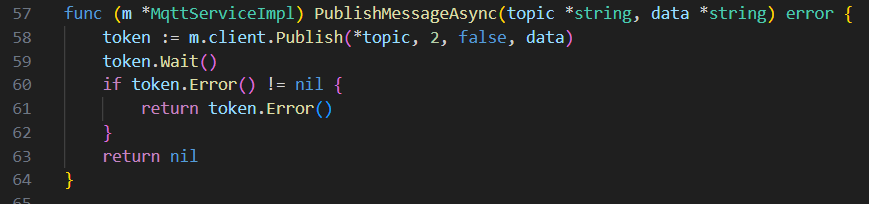 57 func (m *MqttServiceImpl) PublishMessageAsync(topic *string, data *string) error {
58     token := m.client.Publish(*topic, 2, false, data)
59     token.Wait()
60     if token.Error() != nil {
61         return token.Error()
62     }
63     return nil
64 }
65